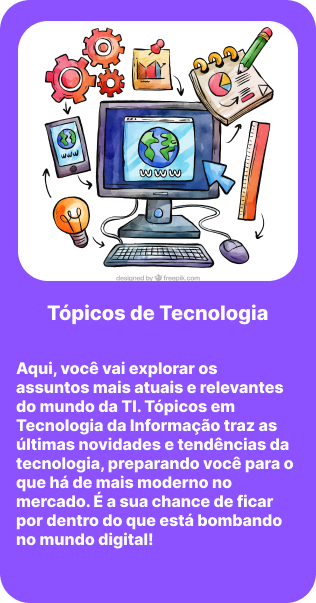 www
www
designed by freepik.com
Tópicos de Tecnologia
Aqui, você vai explorar os
assuntos mais atuais e relevantes
do mundo da TI. Tópicos em
Tecnologia da Informação traz as
últimas novidades e tendências da
tecnologia, preparando você para o
que há de mais moderno no
mercado. É a sua chance de ficar
por dentro do que está bombando
no mundo digital!